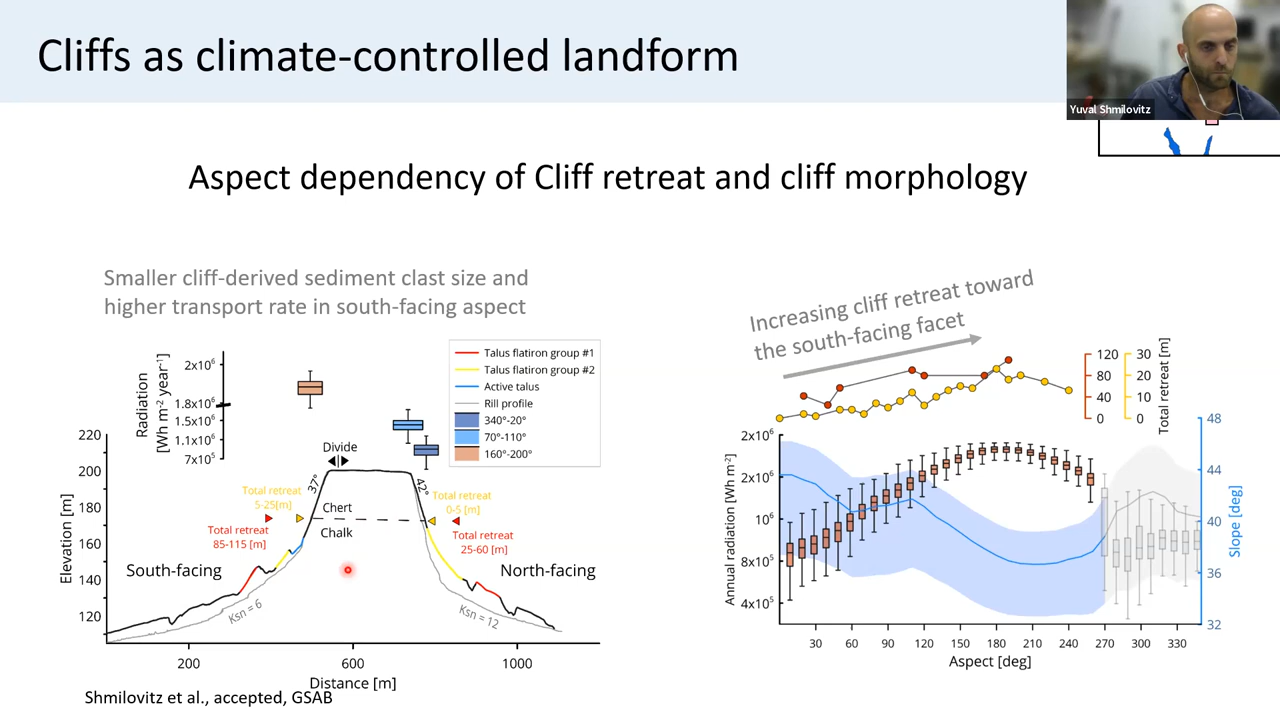 Cliffs as climate-controlled landform
Yuval Shmilovitz
Aspect dependency of Cliff retreat and cliff morphology
Smaller cliff-derived sediment clast size and
higher transport rate in south-facing aspect
Radiation
[Wh m⁻² year⁻¹]
2x10⁶
1.8x10⁶
1.5x10⁶
1.1x10⁶
7x10⁵
Talus flatiron group #1
Talus flatiron group #2
Active talus
Rill profile
340°-20°
70°-110°
160°-200°
Elevation [m]
220
200
180
160
140
120
Divide
37°
42°
Total retreat
5-25[m]
Total retreat
85-115 [m]
Chert
Chalk
Total retreat
0-5 [m]
Total retreat
25-60 [m]
South-facing
North-facing
Ksn = 6
Ksn = 12
200
600
1000
Distance [m]
Shmilovitz et al., accepted, GSAB
Increasing cliff retreat toward
the south-facing facet
120
80
40
0
30
20
10
0
Total retreat [m]
Annual radiation [Wh m⁻²]
2x10⁶
2x10⁶
1x10⁶
8x10⁵
4x10⁵
48
44
40
36
32
Slope [deg]
30
60
90
120
150
180
210
240
270
300
330
Aspect [deg]